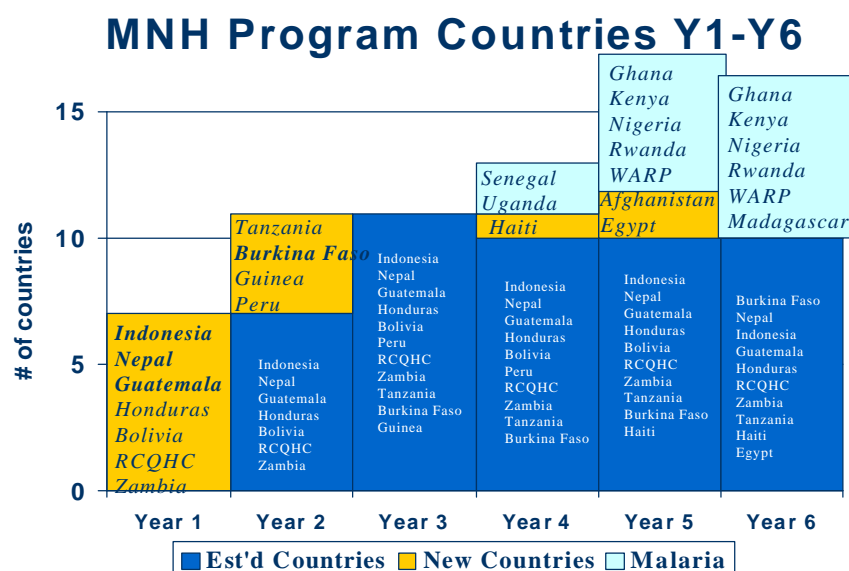 MNH Program Countries Y1-Y6
# of countries
15
10
5
0
Indonesia
Nepal
Guatemala
Honduras
Bolivia
RCQHC
Zambia
Tanzania
Burkina Faso
Guinea
Peru
Indonesia
Nepal
Guatemala
Honduras
Bolivia
RCQHC
Zambia
Indonesia
Nepal
Guatemala
Honduras
Bolivia
Peru
RCQHC
Zambia
Tanzania
Burkina Faso
Guinea
Senegal
Uganda
Haiti
Indonesia
Nepal
Guatemala
Honduras
Bolivia
Peru
RCQHC
Zambia
Tanzania
Burkina Faso
Ghana
Kenya
Nigeria
Rwanda
WARP
Afghanistan
Egypt
Indonesia
Nepal
Guatemala
Honduras
Bolivia
RCQHC
Zambia
Tanzania
Burkina Faso
Haiti
Ghana
Kenya
Nigeria
Rwanda
WARP
Madagascar
Burkina Faso
Nepal
Indonesia
Guatemala
Honduras
RCQHC
Zambia
Tanzania
Haiti
Egypt
Year 1 Year 2 Year 3 Year 4 Year 5 Year 6
Est'd Countries New Countries Malaria